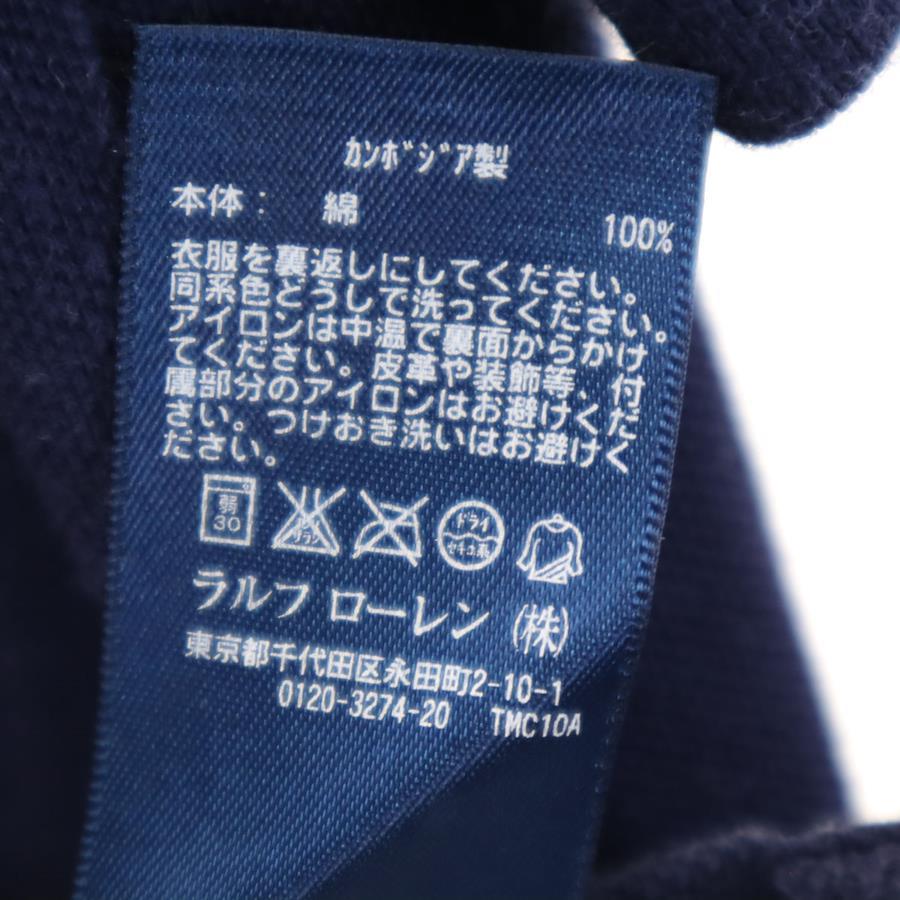 ｶﾝﾎﾞｼﾞｱ製
本体： 綿 100%
衣服を裏返しにしてください。
同系色どうしで洗ってください。
アイロンは中温で裏面からかけ
てください。皮革や装飾等、付
属部分のアイロンはお避けくだ
さい。つけおき洗いはお避けく
ださい。
弱
30
ドライ
ラルフ ローレン (株)
東京都千代田区永田町2-10-1
0120-3274-20 TMC10A